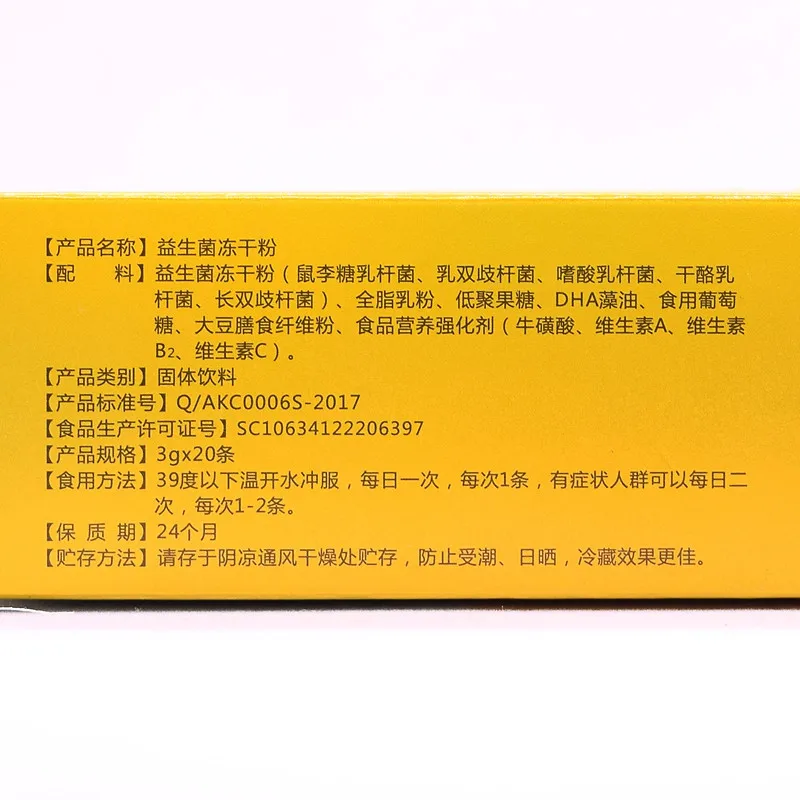 【产品名称】益生菌冻干粉
【配　　料】益生菌冻干粉（鼠李糖乳杆菌、乳双歧杆菌、嗜酸乳杆菌、干酪乳
杆菌、长双歧杆菌）、全脂乳粉、低聚果糖、DHA藻油、食用葡萄
糖、大豆膳食纤维粉、食品营养强化剂（牛磺酸、维生素A、维生素
B2、维生素C）。
【产品类别】固体饮料
【产品标准号】Q/AKC0006S-2017
【食品生产许可证号】SC10634122206397
【产品规格】3gx20条
【食用方法】39度以下温开水冲服，每日一次，每次1条，有症状人群可以每日二
次，每次1-2条。
【保 质 期】24个月
【贮存方法】请存于阴凉通风干燥处贮存，防止受潮、日晒，冷藏效果更佳。